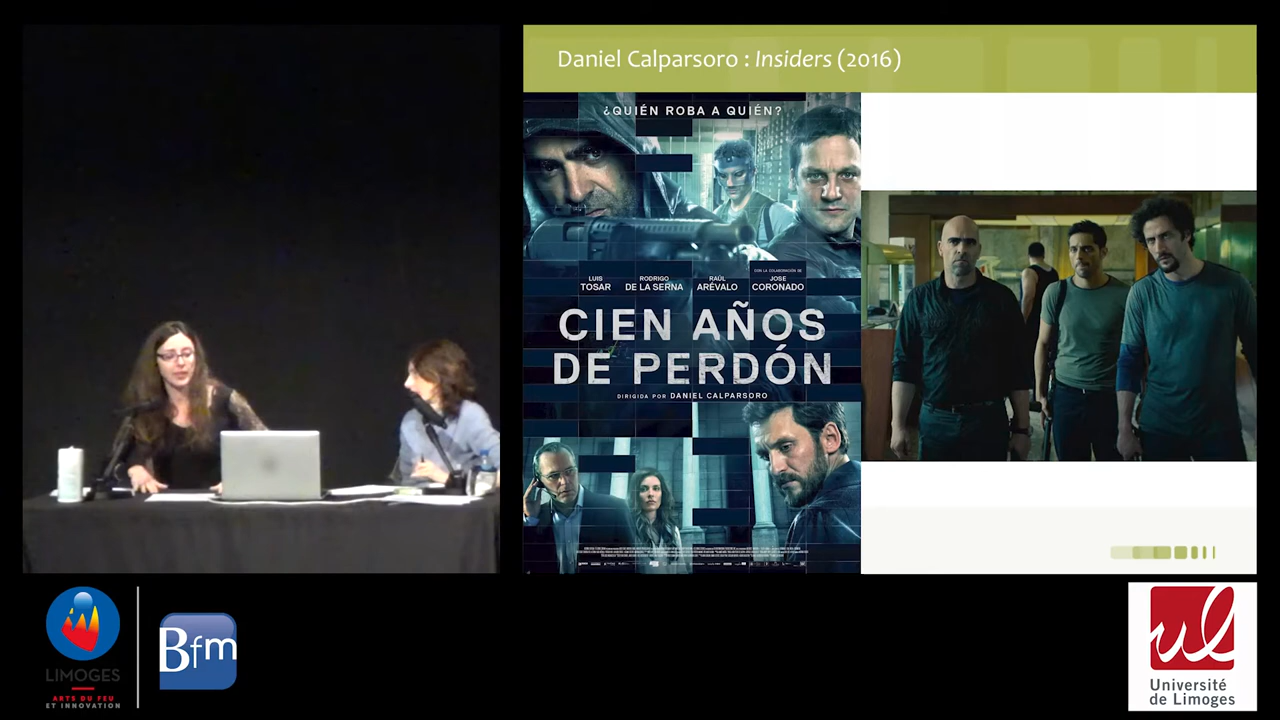 Daniel Calparsoro : Insiders (2016)
¿QUIÉN ROBA A QUIÉN?
LUIS TOSAR
RODRIGO DE LA SERNA
RAÚL ARÉVALO
CON LA COLABORACIÓN DE JOSE CORONADO
CIEN AÑOS
DE PERDÓN
DIRIGIDA POR DANIEL CALPARSORO
LIMOGES
ARTS DU FEU
ET INNOVATION
Bfm
ul
Université
de Limoges